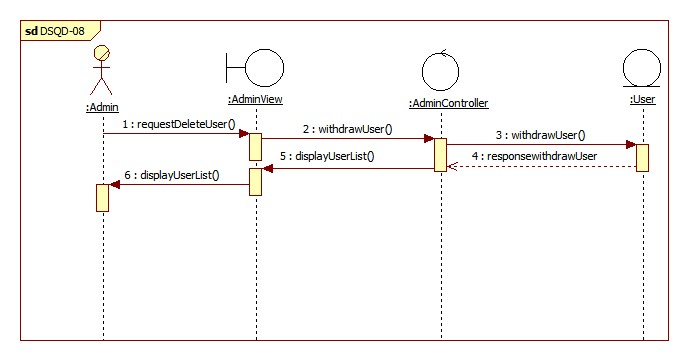 sd DSQD-08
:Admin
:AdminView
:AdminController
:User
1 : requestDeleteUser()
2 : withdrawUser()
3 : withdrawUser()
5 : displayUserList()
4 : responsewithdrawUser
6 : displayUserList()